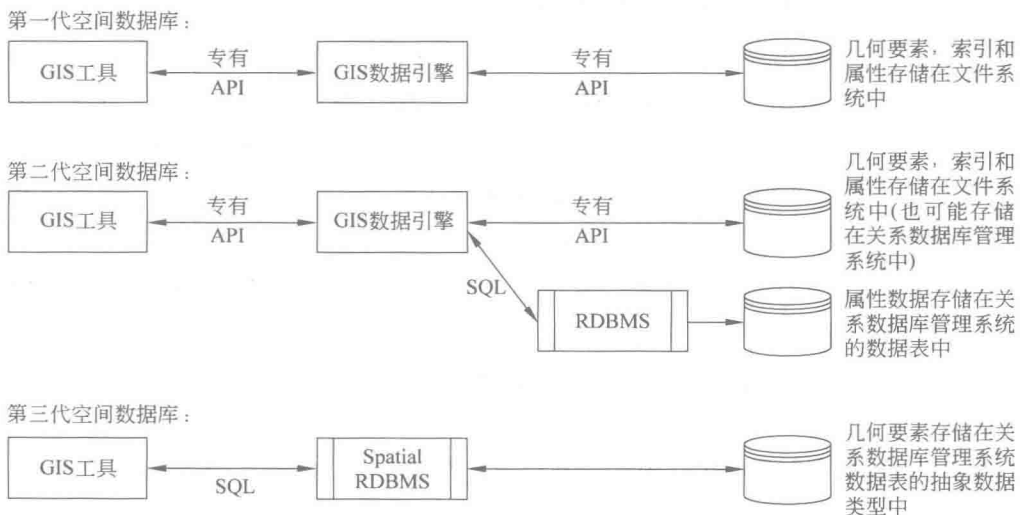 第一代空间数据库：
GIS工具
专有
API
GIS数据引擎
专有
API
几何要素，索引和
属性存储在文件系
统中
第二代空间数据库：
GIS工具
专有
API
GIS数据引擎
专有
API
几何要素，索引和
属性存储在文件系
统中(也可能存储
在关系数据库管理
系统中)
SQL
RDBMS
属性数据存储在关
系数据库管理系统
的数据表中
第三代空间数据库：
GIS工具
SQL
Spatial
RDBMS
几何要素存储在关
系数据库管理系统
数据表的抽象数据
类型中